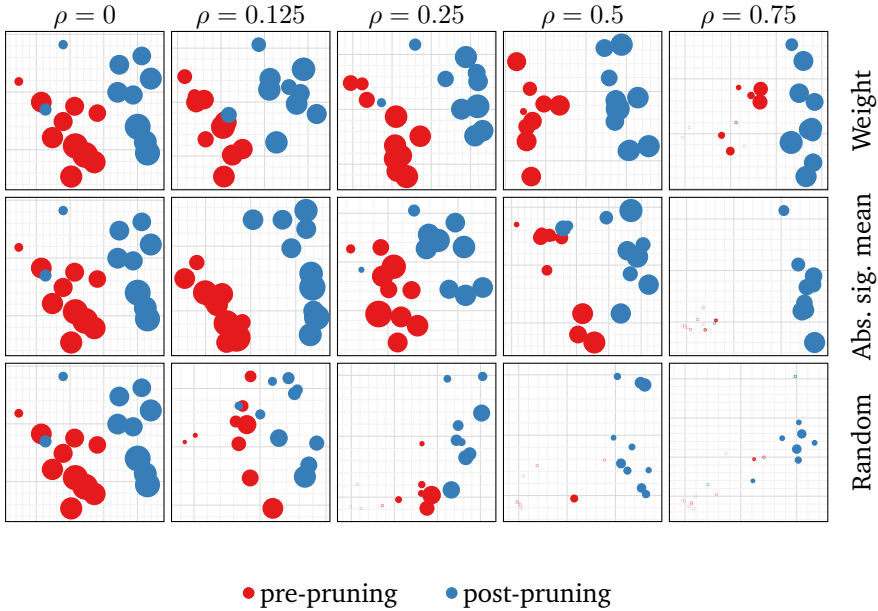 ρ = 0
ρ = 0.125
ρ = 0.25
ρ = 0.5
ρ = 0.75
Weight
Abs. sig. mean
Random
pre-pruning
post-pruning